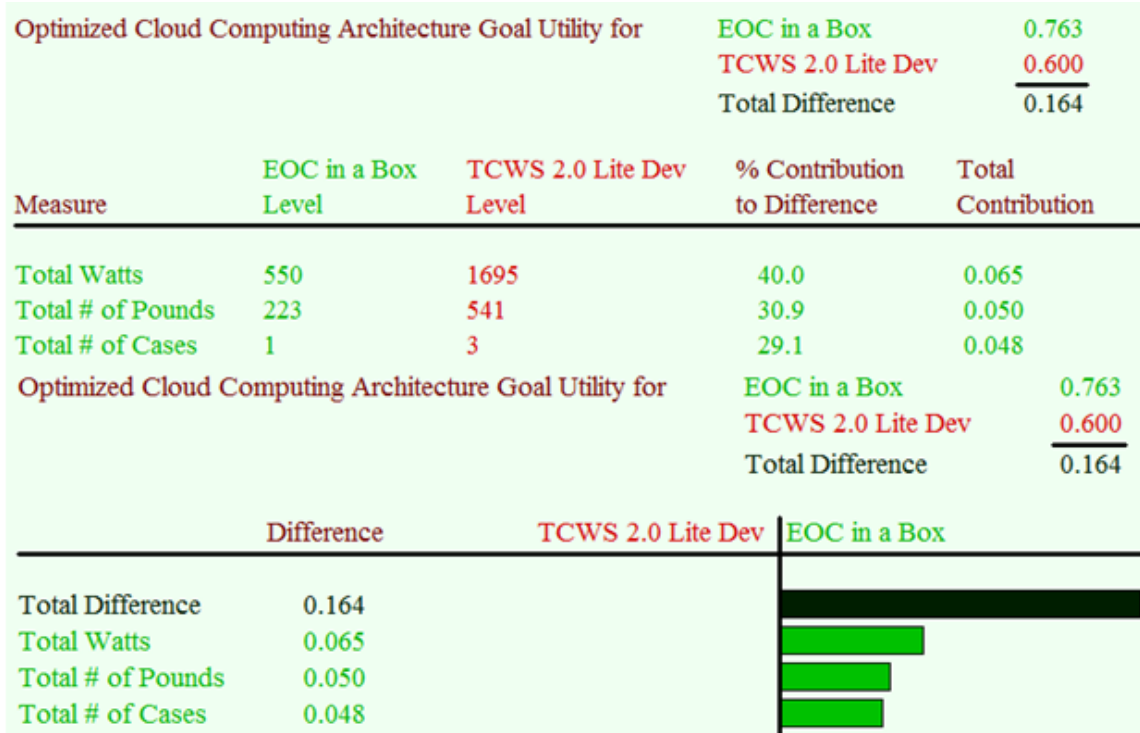 Optimized Cloud Computing Architecture Goal Utility for EOC in a Box 0.763
TCWS 2.0 Lite Dev 0.600
Total Difference 0.164
EOC in a Box TCWS 2.0 Lite Dev % Contribution Total
Measure Level Level to Difference Contribution
Total Watts 550 1695 40.0 0.065
Total # of Pounds 223 541 30.9 0.050
Total # of Cases 1 3 29.1 0.048
Optimized Cloud Computing Architecture Goal Utility for EOC in a Box 0.763
TCWS 2.0 Lite Dev 0.600
Total Difference 0.164
Difference TCWS 2.0 Lite Dev EOC in a Box
Total Difference 0.164
Total Watts 0.065
Total # of Pounds 0.050
Total # of Cases 0.048